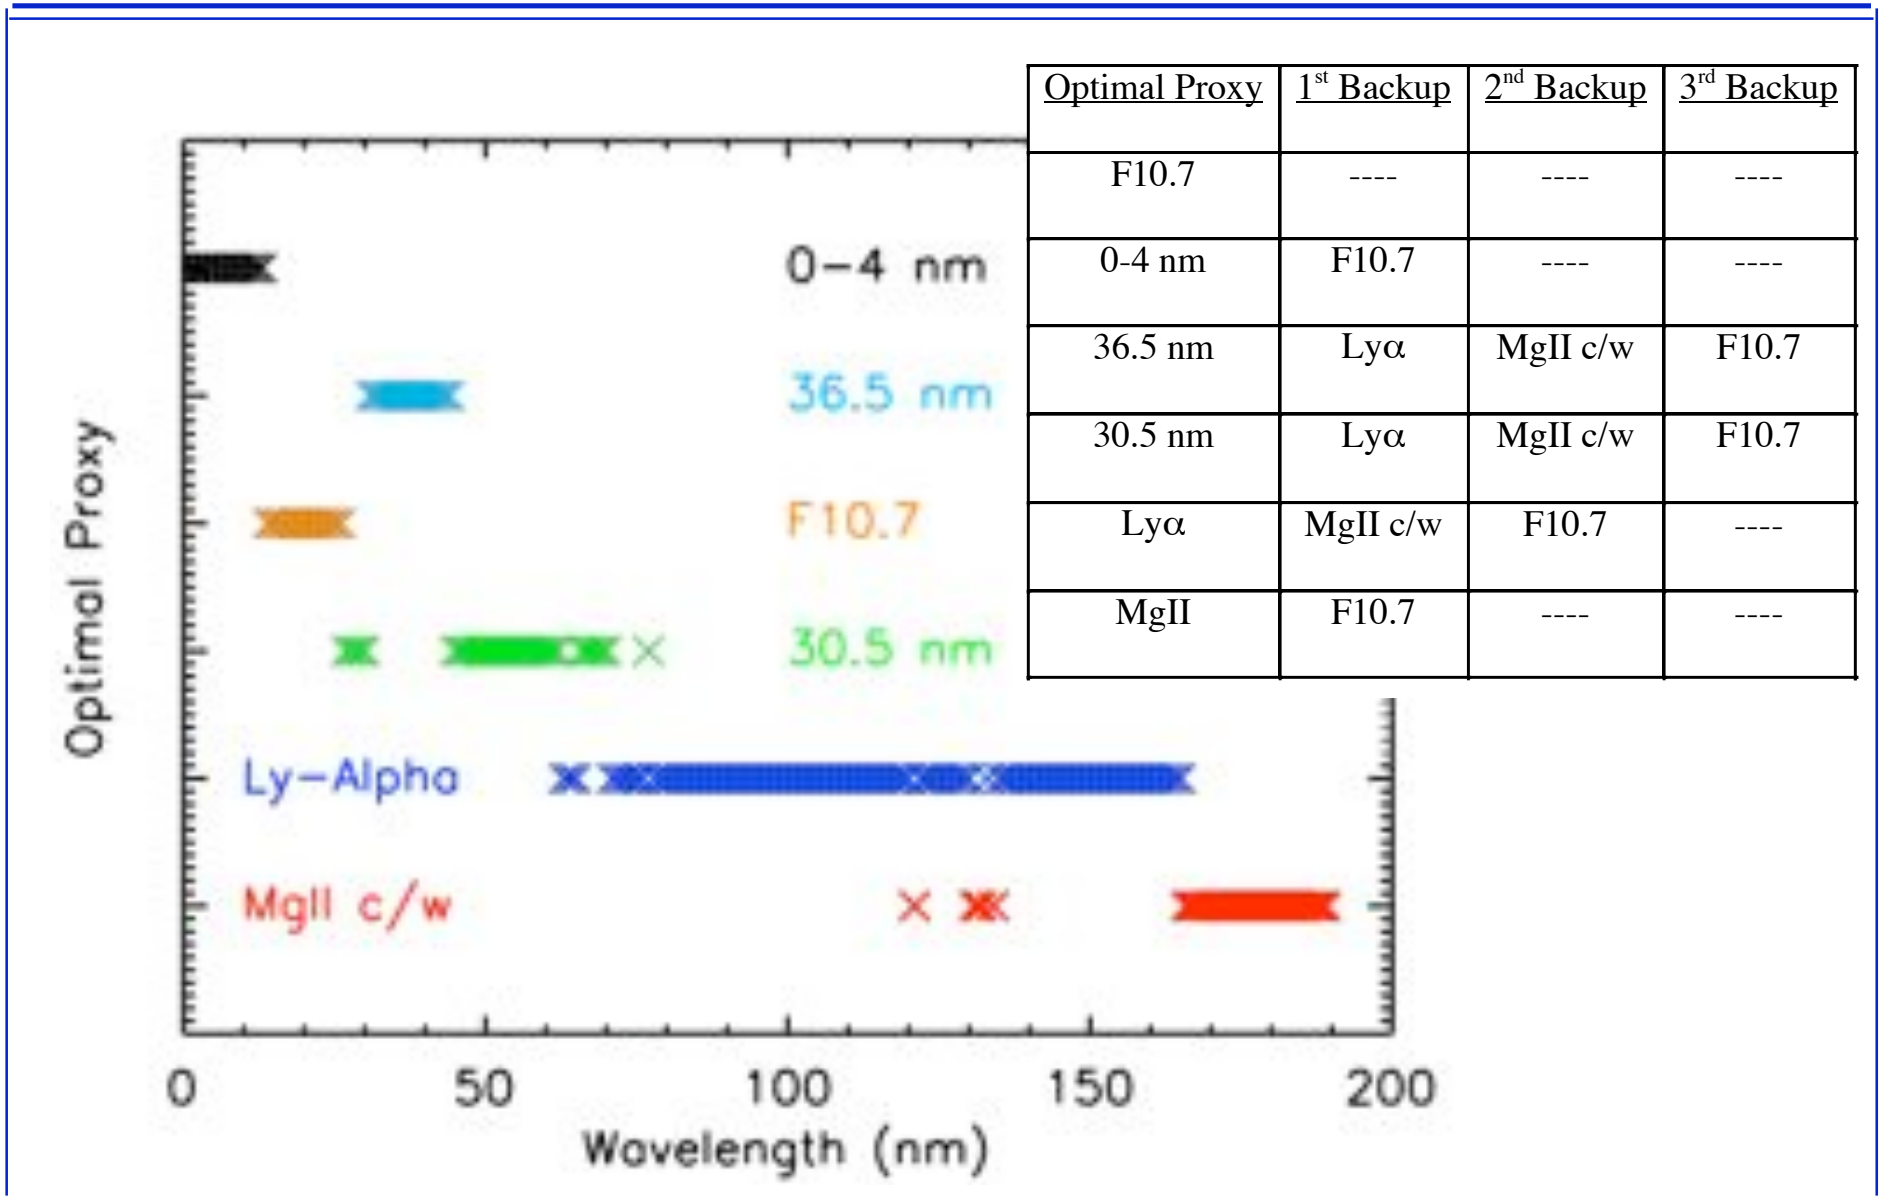 Optimal Proxy 1st Backup 2nd Backup 3rd Backup
F10.7 ---- ---- ----
0-4 nm F10.7 ---- ----
36.5 nm Lyα MgII c/w F10.7
30.5 nm Lyα MgII c/w F10.7
Lyα MgII c/w F10.7 ----
MgII F10.7 ---- ----
Optimal Proxy
0-4 nm
36.5 nm
F10.7
30.5 nm
Ly-Alpha
MgII c/w
0 50 100 150 200
Wavelength (nm)